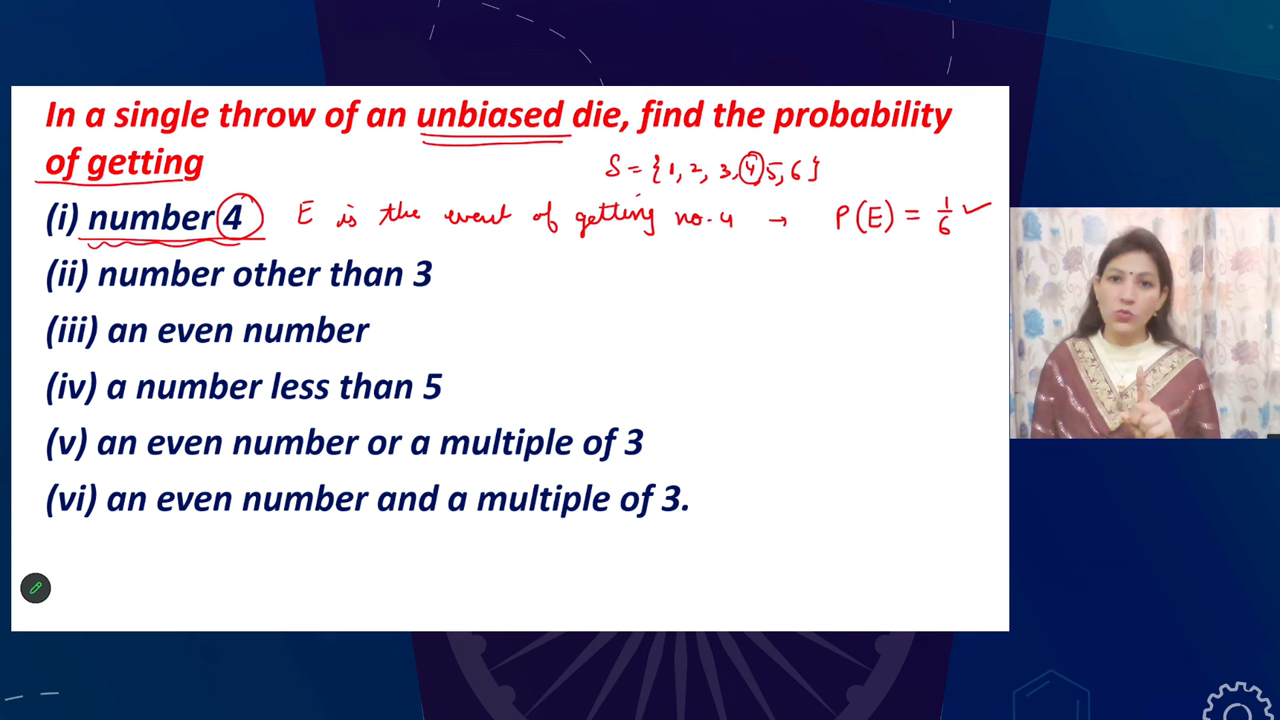 In a single throw of an unbiased die, find the probability
of getting
S = {1, 2, 3, 4, 5, 6}
(i) number 4 E is the event of getting no. 4 → P(E) = 1/6 ✓
(ii) number other than 3
(iii) an even number
(iv) a number less than 5
(v) an even number or a multiple of 3
(vi) an even number and a multiple of 3.